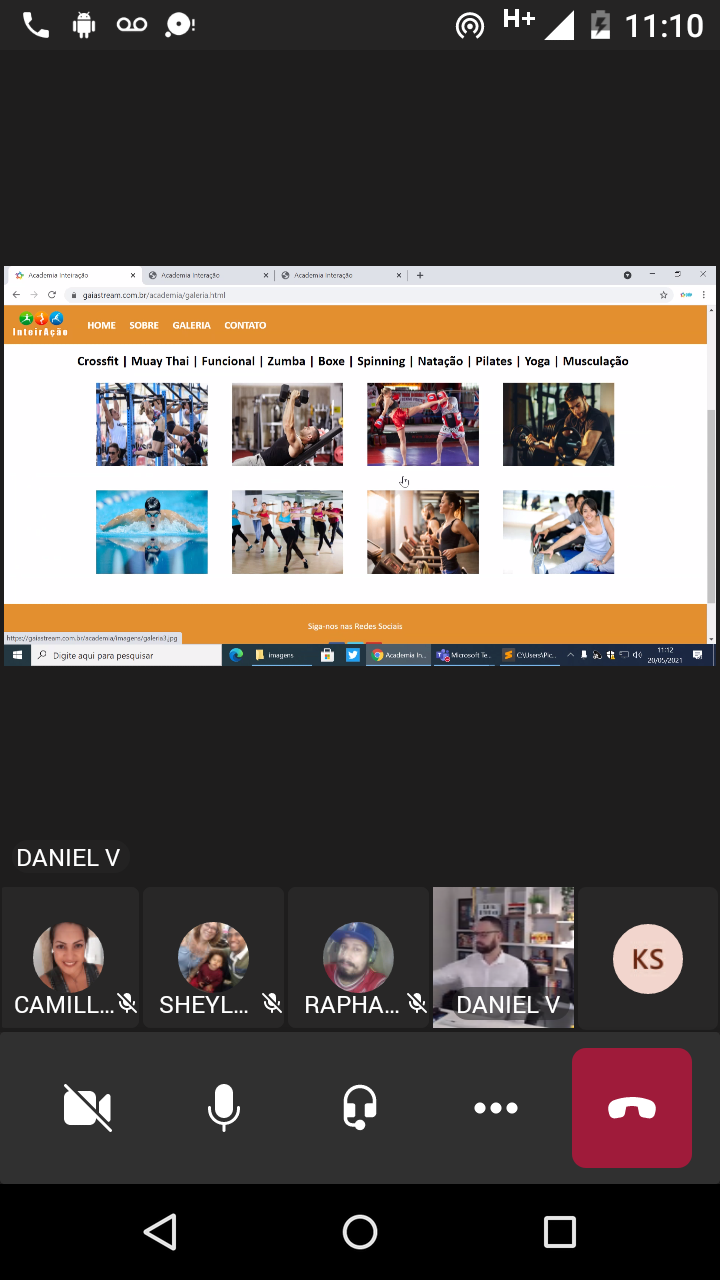 H+ 11:10
Academia InteirAção
Academia Interação
Academia Interação
gaiastream.com.br/academia/galeria.html
InteirAção
HOME SOBRE GALERIA CONTATO
Crossfit | Muay Thai | Funcional | Zumba | Boxe | Spinning | Natação | Pilates | Yoga | Musculação
Siga-nos nas Redes Sociais
https://gaiastream.com.br/academia/imagens/galeria3.jpg
Digite aqui para pesquisar
imagens
Academia In...
Microsoft Te...
C:\Users\Pic...
11:12
20/05/2021
DANIEL V
CAMILL... SHEYL... RAPHA... DANIEL V KS